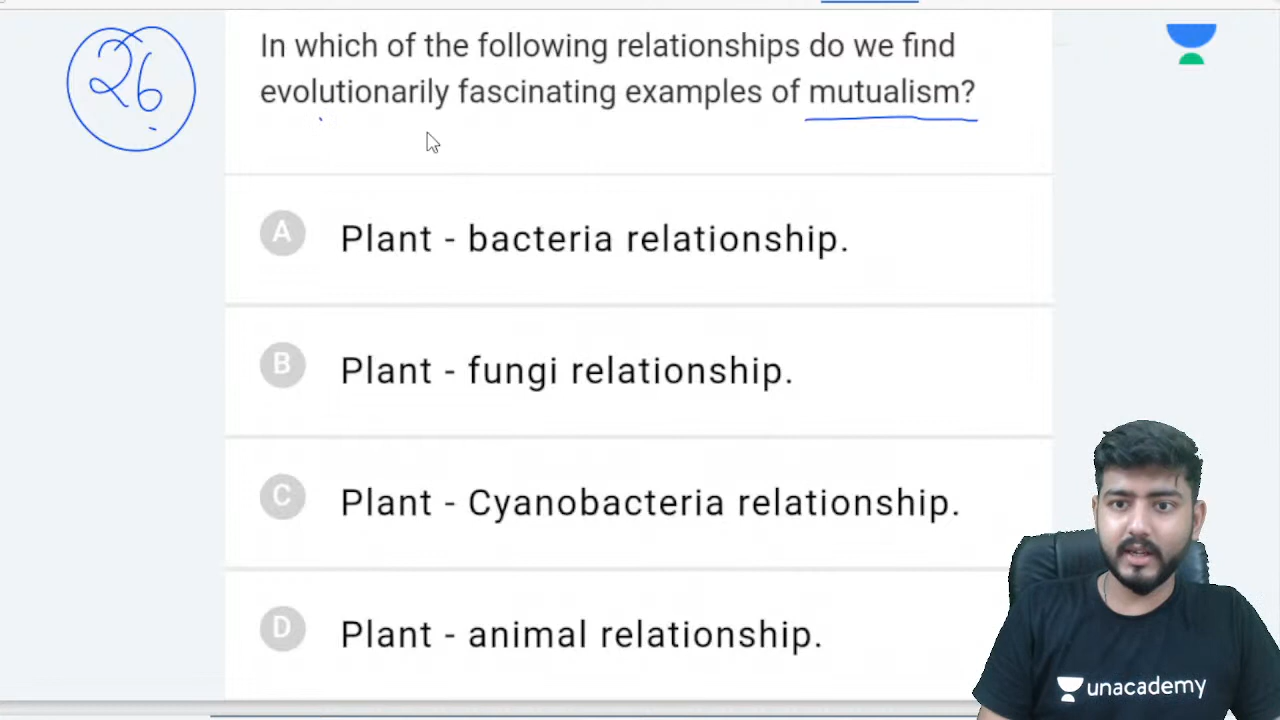 26
In which of the following relationships do we find
evolutionarily fascinating examples of mutualism?
A Plant - bacteria relationship.
B Plant - fungi relationship.
C Plant - Cyanobacteria relationship.
D Plant - animal relationship.
unacademy